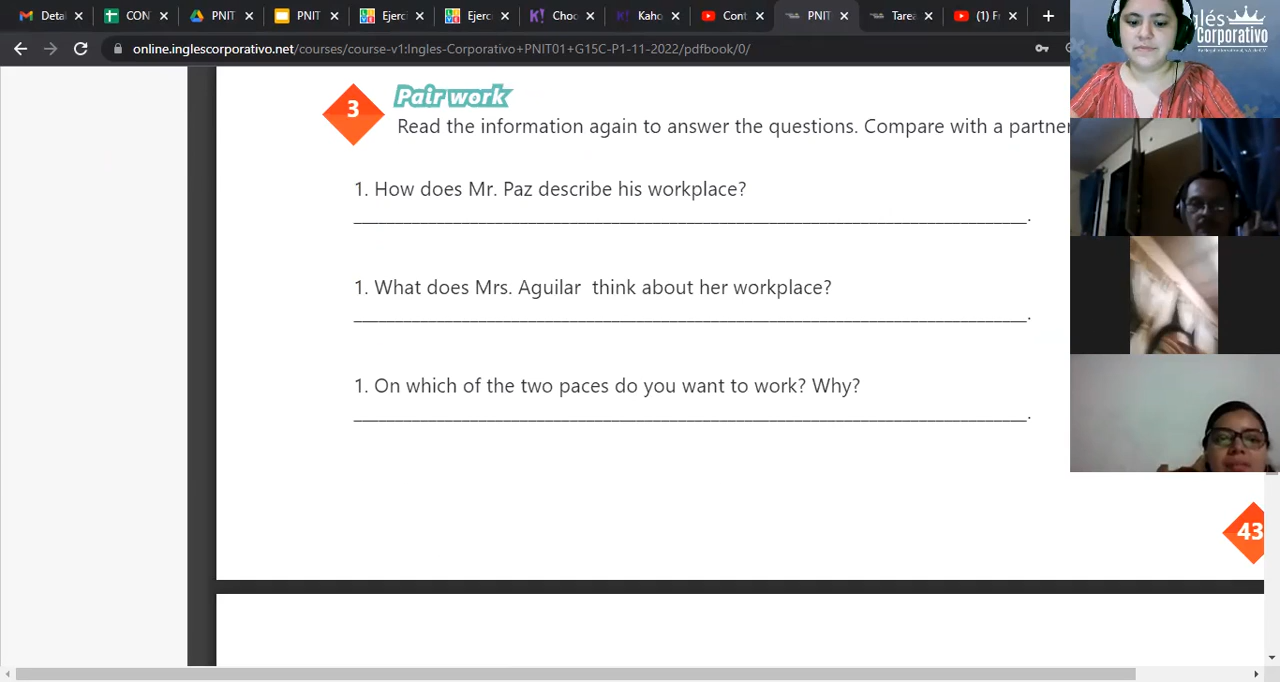 Detai
CON
PNIT
PNIT
Ejerci
Ejerc
K! Choc
K! Kaho
Cont
PNIT
Tarea
(1) Fr
online.inglescorporativo.net/courses/course-v1:Ingles-Corporativo+PNIT01+G15C-P1-11-2022/pdfbook/0/
glés
Corporativo
3
Pair work
Read the information again to answer the questions. Compare with a partner
1. How does Mr. Paz describe his workplace?
1. What does Mrs. Aguilar think about her workplace?
1. On which of the two paces do you want to work? Why?
43